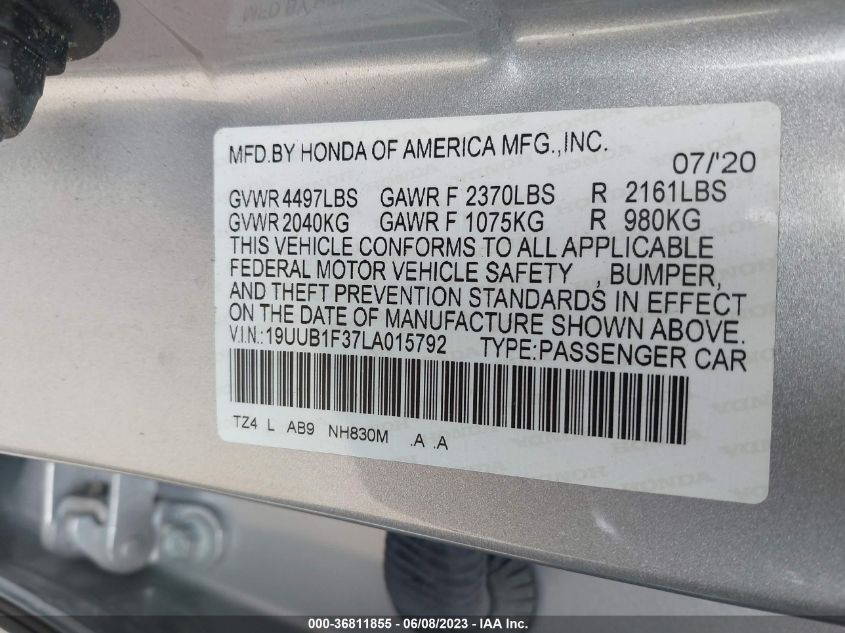 MFD.BY HONDA OF AMERICA MFG.,INC.
07/'20
GVWR 4497LBS GAWR F 2370LBS R 2161LBS
GVWR 2040KG GAWR F 1075KG R 980KG
THIS VEHICLE CONFORMS TO ALL APPLICABLE
FEDERAL MOTOR VEHICLE SAFETY , BUMPER,
AND THEFT PREVENTION STANDARDS IN EFFECT
ON THE DATE OF MANUFACTURE SHOWN ABOVE.
V.I.N.: 19UUB1F37LA015792 TYPE:PASSENGER CAR
TZ4 L AB9 NH830M .A .A
000-36811855 - 06/08/2023 - IAA Inc.